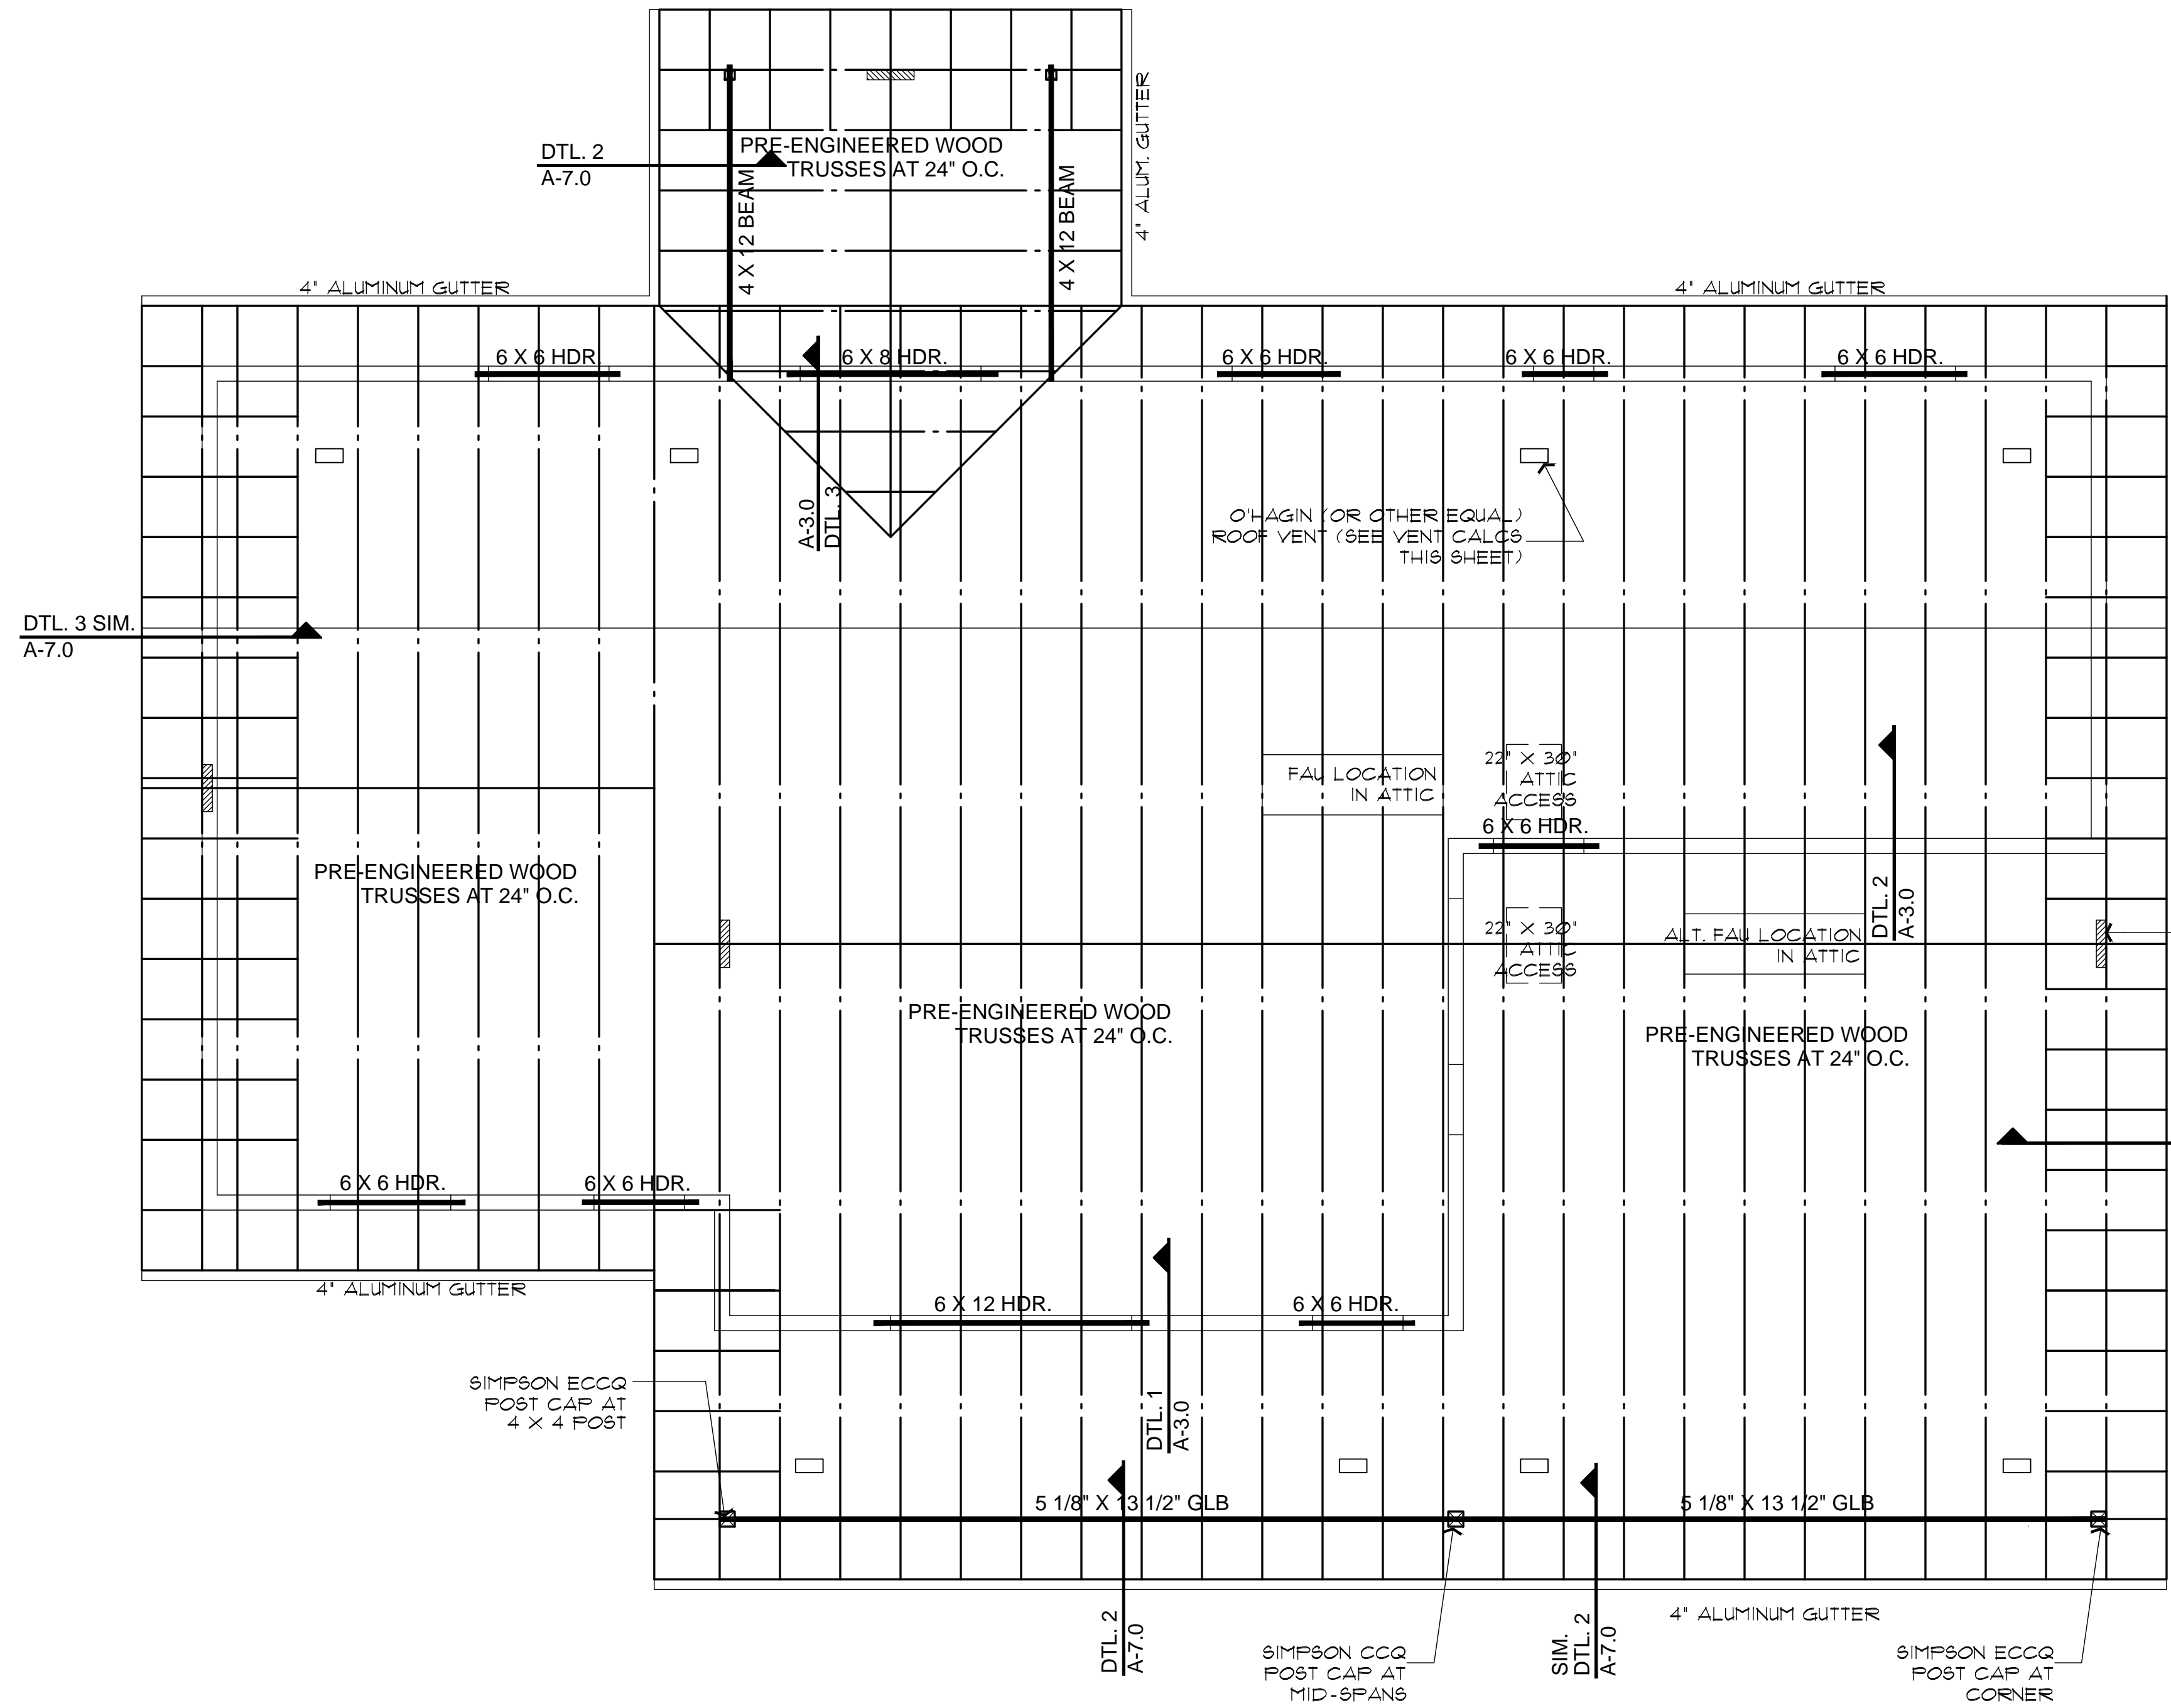 DTL. 2
A-7.0
PRE-ENGINEERED WOOD
TRUSSES AT 24" O.C.
4 X 12 BEAM
4 X 12 BEAM
4" ALUM. GUTTER
4" ALUMINUM GUTTER
4" ALUMINUM GUTTER
6 X 6 HDR.
6 X 8 HDR.
6 X 6 HDR.
6 X 6 HDR.
6 X 6 HDR.
A-3.0
DTL. 3
O'HAGIN (OR OTHER EQUAL)
ROOF VENT (SEE VENT CALCS
THIS SHEET)
DTL. 3 SIM.
A-7.0
FAU LOCATION
IN ATTIC
22" X 30"
ATTIC
ACCESS
6 X 6 HDR.
PRE-ENGINEERED WOOD
TRUSSES AT 24" O.C.
DTL. 2
A-3.0
22" X 30"
ATTIC
ACCESS
ALT. FAU LOCATION
IN ATTIC
PRE-ENGINEERED WOOD
TRUSSES AT 24" O.C.
PRE-ENGINEERED WOOD
TRUSSES AT 24" O.C.
6 X 6 HDR.
6 X 6 HDR.
4" ALUMINUM GUTTER
6 X 12 HDR.
6 X 6 HDR.
SIMPSON ECCQ
POST CAP AT
4 X 4 POST
DTL. 1
A-3.0
5 1/8" X 13 1/2" GLB
5 1/8" X 13 1/2" GLB
DTL. 2
A-7.0
SIMPSON CCQ
POST CAP AT
MID-SPANS
SIM.
DTL. 2
A-7.0
4" ALUMINUM GUTTER
SIMPSON ECCQ
POST CAP AT
CORNER